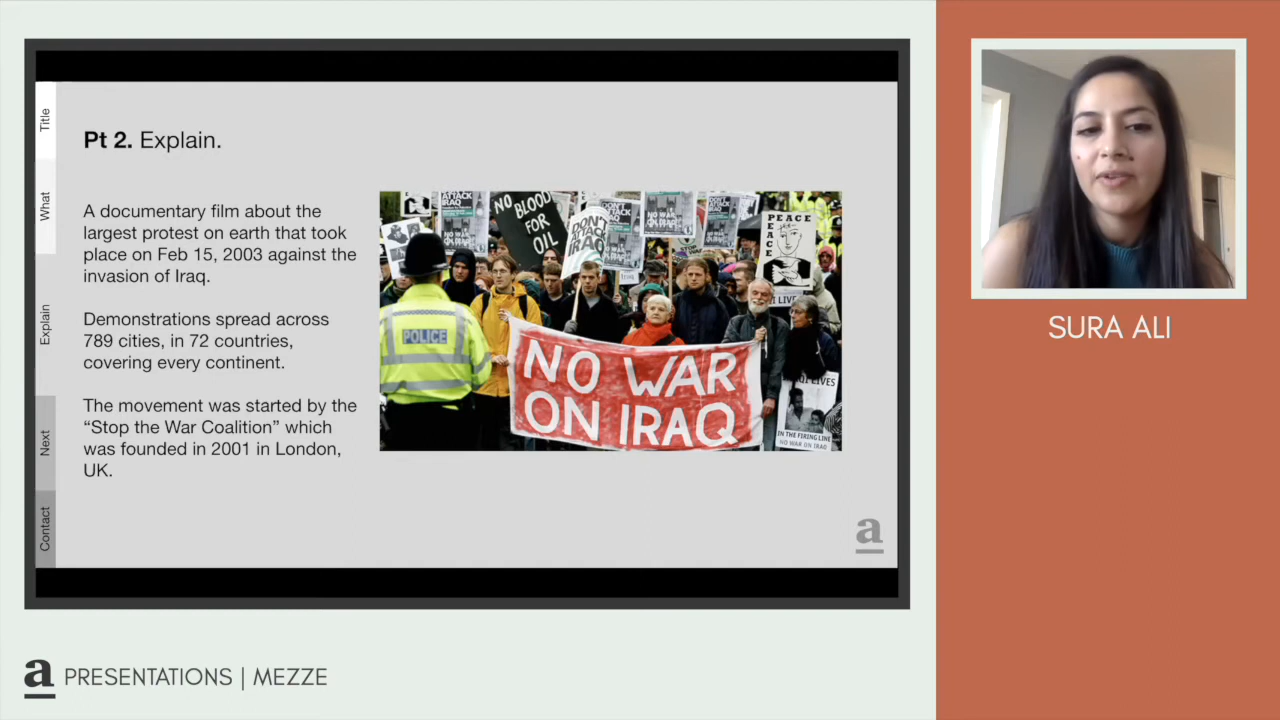 Title
What
Explain
Next
Contact
Pt 2. Explain.
A documentary film about the
largest protest on earth that took
place on Feb 15, 2003 against the
invasion of Iraq.
Demonstrations spread across
789 cities, in 72 countries,
covering every continent.
The movement was started by the
“Stop the War Coalition” which
was founded in 2001 in London,
UK.
NO BLOOD
FOR
OIL
DON'T
ATTACK
IRAQ
ATTACK
IRAQ
PEACE
PEACE
POLICE
NO WAR
ON IRAQ
LIVES
IN THE FIRING LINE
NO WAR ON IRAQ
a
SURA ALI
a PRESENTATIONS | MEZZE